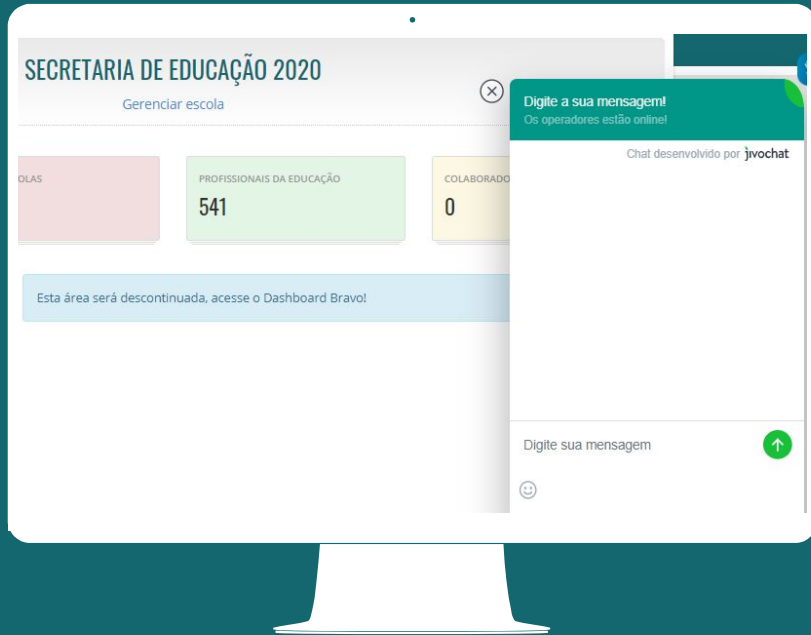 SECRETARIA DE EDUCAÇÃO 2020
Gerenciar escola
OLAS
PROFISSIONAIS DA EDUCAÇÃO
541
COLABORADO
0
Esta área será descontinuada, acesse o Dashboard Bravo!
Digite a sua mensagem!
Os operadores estão online!
Chat desenvolvido por jivochat
Digite sua mensagem